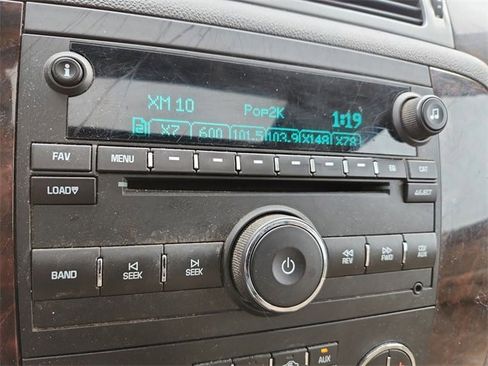 XM 10 Pop2K 1:19
X7 600 101.5 103.9 X148 X78
FAV MENU EQ CAT
LOAD EJECT
BAND SEEK SEEK REV FWD CD/AUX
AUX